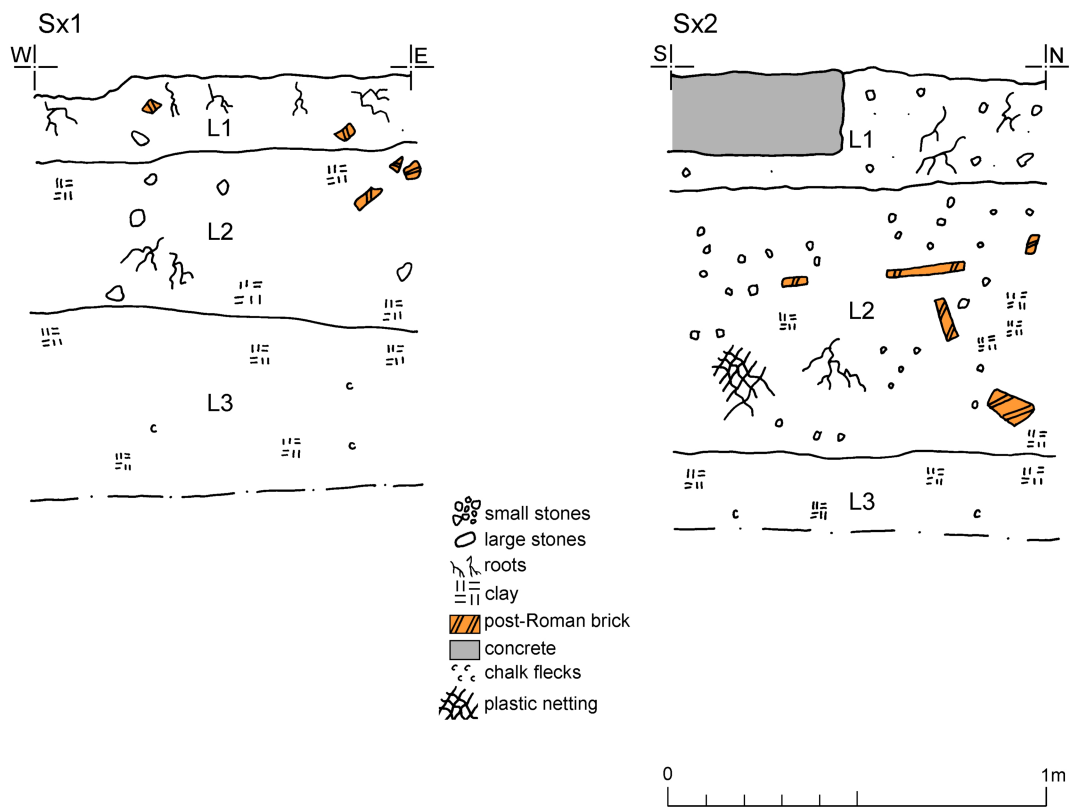 Sx1
W
E
L1
L2
L3
Sx2
S
N
L1
L2
L3
small stones
large stones
roots
clay
post-Roman brick
concrete
chalk flecks
plastic netting
0
1m